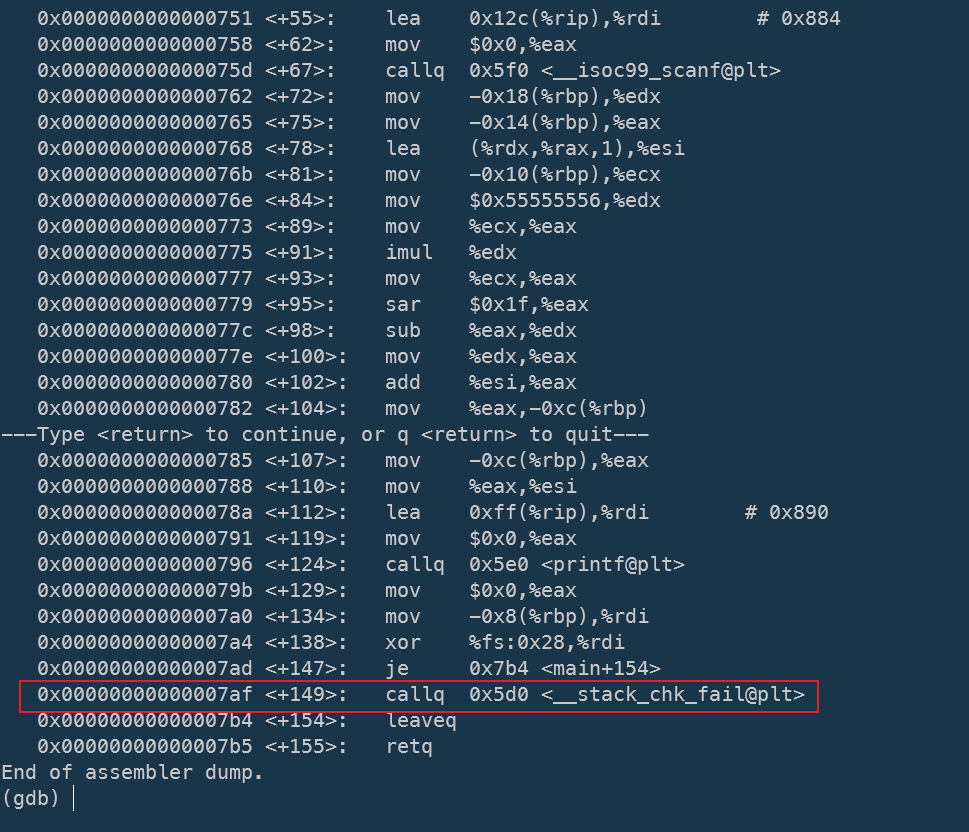 0x0000000000000751 <+55>:    lea    0x12c(%rip),%rdi        # 0x884
0x0000000000000758 <+62>:    mov    $0x0,%eax
0x000000000000075d <+67>:    callq  0x5f0 <__isoc99_scanf@plt>
0x0000000000000762 <+72>:    mov    -0x18(%rbp),%edx
0x0000000000000765 <+75>:    mov    -0x14(%rbp),%eax
0x0000000000000768 <+78>:    lea    (%rdx,%rax,1),%esi
0x000000000000076b <+81>:    mov    -0x10(%rbp),%ecx
0x000000000000076e <+84>:    mov    $0x55555556,%edx
0x0000000000000773 <+89>:    mov    %ecx,%eax
0x0000000000000775 <+91>:    imul   %edx
0x0000000000000777 <+93>:    mov    %ecx,%eax
0x0000000000000779 <+95>:    sar    $0x1f,%eax
0x000000000000077c <+98>:    sub    %eax,%edx
0x000000000000077e <+100>:   mov    %edx,%eax
0x0000000000000780 <+102>:   add    %esi,%eax
0x0000000000000782 <+104>:   mov    %eax,-0xc(%rbp)
---Type <return> to continue, or q <return> to quit---
0x0000000000000785 <+107>:   mov    -0xc(%rbp),%eax
0x0000000000000788 <+110>:   mov    %eax,%esi
0x000000000000078a <+112>:   lea    0xff(%rip),%rdi        # 0x890
0x0000000000000791 <+119>:   mov    $0x0,%eax
0x0000000000000796 <+124>:   callq  0x5e0 <printf@plt>
0x000000000000079b <+129>:   mov    $0x0,%eax
0x00000000000007a0 <+134>:   mov    -0x8(%rbp),%rdi
0x00000000000007a4 <+138>:   xor    %fs:0x28,%rdi
0x00000000000007ad <+147>:   je     0x7b4 <main+154>
0x00000000000007af <+149>:   callq  0x5d0 <__stack_chk_fail@plt>
0x00000000000007b4 <+154>:   leaveq
0x00000000000007b5 <+155>:   retq
End of assembler dump.
(gdb)